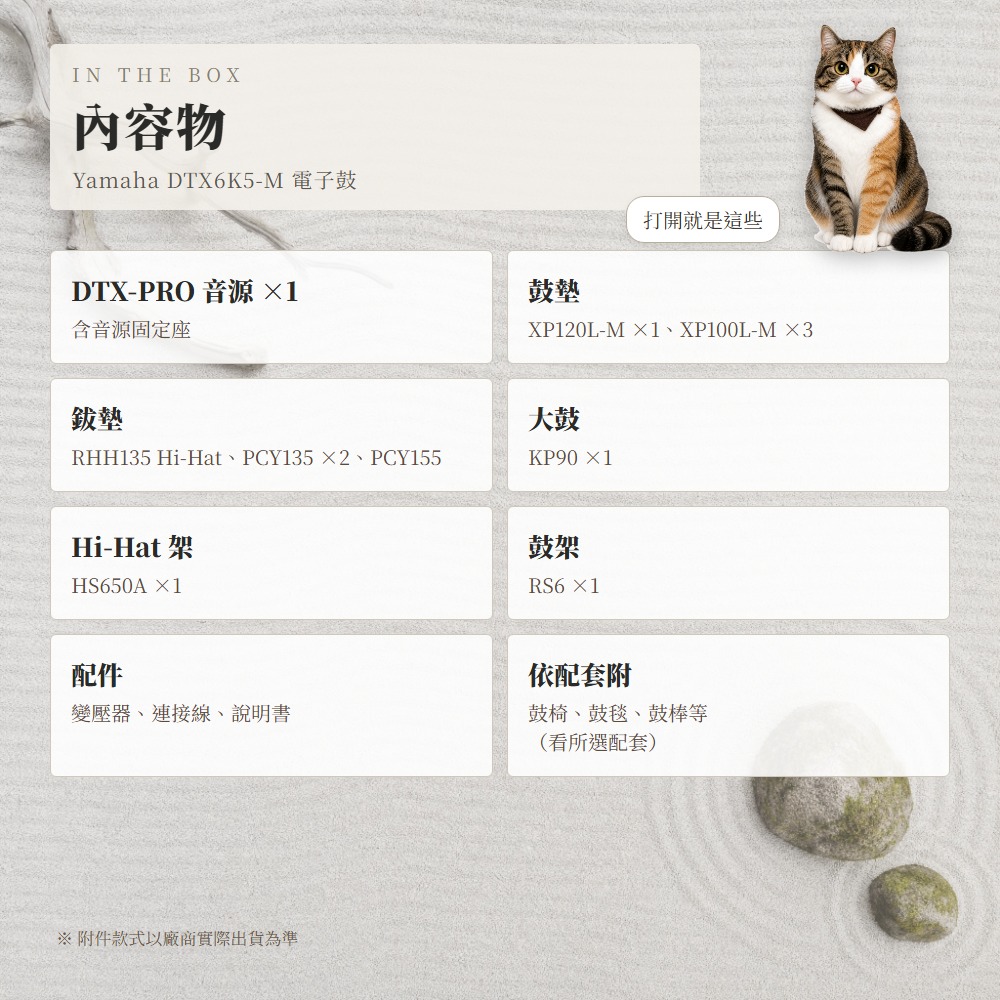 IN THE BOX
內容物
Yamaha DTX6K5-M 電子鼓
打開就是這些
DTX-PRO 音源 ×1
含音源固定座
鼓墊
XP120L-M ×1、XP100L-M ×3
鈸墊
RHH135 Hi-Hat、PCY135 ×2、PCY155
大鼓
KP90 ×1
Hi-Hat 架
HS650A ×1
鼓架
RS6 ×1
配件
變壓器、連接線、說明書
依配套附
鼓椅、鼓毯、鼓棒等
（看所選配套）
※ 附件款式以廠商實際出貨為準